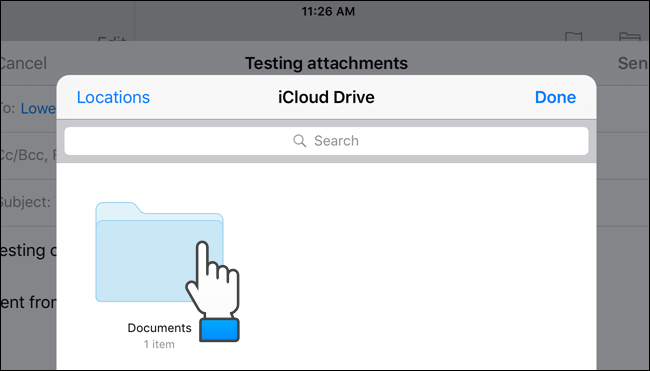 11:26 AM
Edit
Cancel
Testing attachments
Sen
To: Lowe
Cc/Bcc, F
Subject:
esting
ent from
Locations
iCloud Drive
Done
Search
Documents
1 item